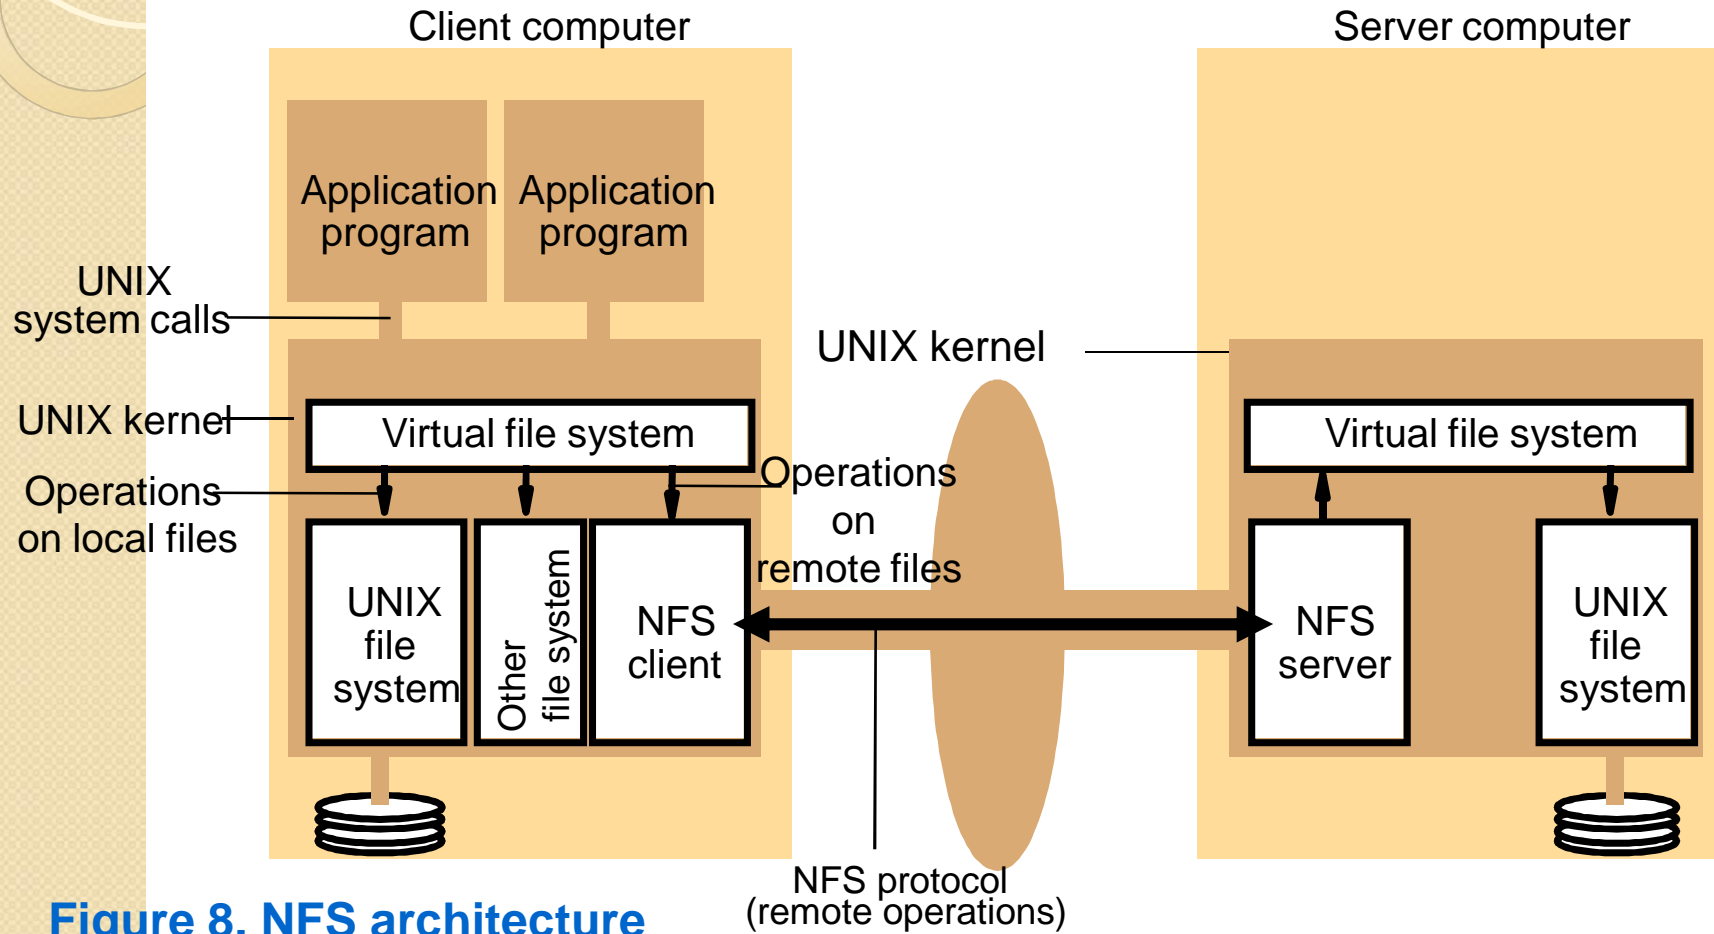 Client computer
Server computer
Application
program
Application
program
UNIX
system calls
UNIX kernel
UNIX kernel
Virtual file system
Virtual file system
Operations
on local files
Operations
on
remote files
UNIX
file
system
Other
file system
NFS
client
NFS
server
UNIX
file
system
NFS protocol
(remote operations)
Figure 8. NFS architecture